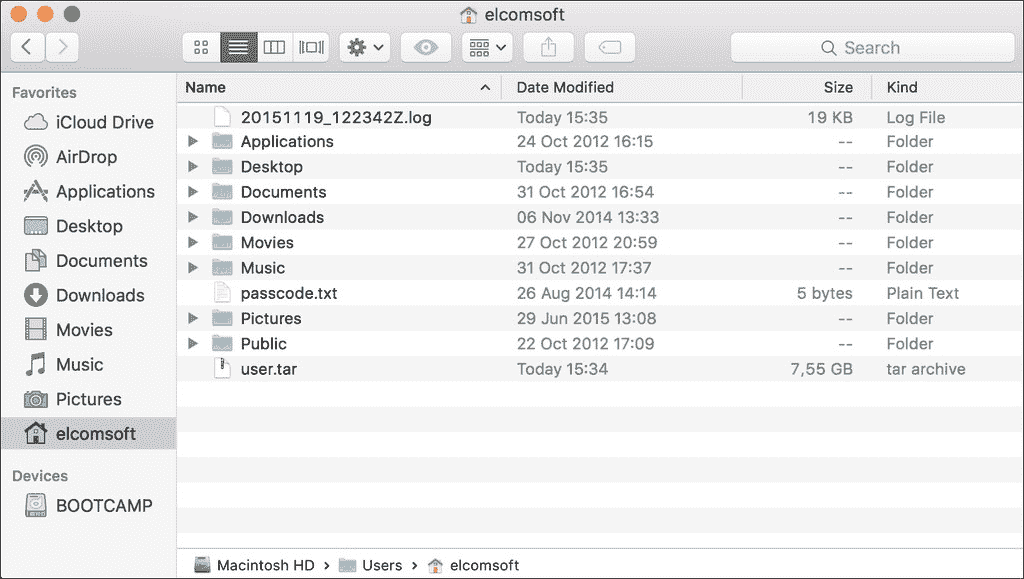 elcomsoft
Search
Favorites
iCloud Drive
AirDrop
Applications
Desktop
Documents
Downloads
Movies
Music
Pictures
elcomsoft
Devices
BOOTCAMP
Name Date Modified Size Kind
20151119_122342Z.log Today 15:35 19 KB Log File
Applications 24 Oct 2012 16:15 -- Folder
Desktop Today 15:35 -- Folder
Documents 31 Oct 2012 16:54 -- Folder
Downloads 06 Nov 2014 13:33 -- Folder
Movies 27 Oct 2012 20:59 -- Folder
Music 31 Oct 2012 17:37 -- Folder
passcode.txt 26 Aug 2014 14:14 5 bytes Plain Text
Pictures 29 Jun 2015 13:08 -- Folder
Public 22 Oct 2012 17:09 -- Folder
user.tar Today 15:34 7,55 GB tar archive
Macintosh HD › Users › elcomsoft